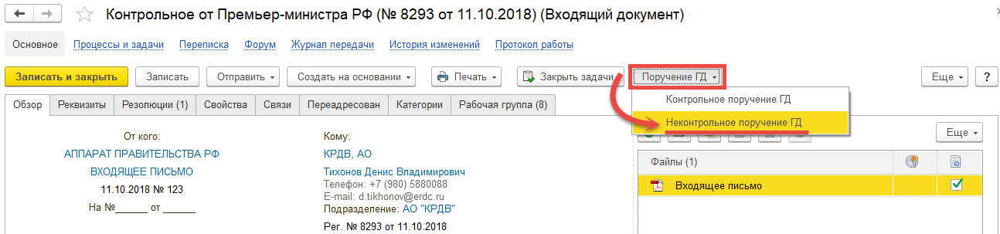 Контрольное от Премьер-министра РФ (№ 8293 от 11.10.2018) (Входящий документ)
Основное Процессы и задачи Переписка Форум Журнал передачи История изменений Протокол работы
Записать и закрыть Записать Отправить Создать на основании Печать Закрыть задачи Поручение ГД Еще ?
Контрольное поручение ГД
Неконтрольное поручение ГД
Обзор Реквизиты Резолюции (1) Свойства Связи Переадресован Категории Рабочая группа (8)
Еще
От кого:
АППАРАТ ПРАВИТЕЛЬСТВА РФ
ВХОДЯЩЕЕ ПИСЬМО
11.10.2018 № 123
На №______ от ______
Кому:
КРДВ, АО
Тихонов Денис Владимирович
Телефон: +7 (980) 5880088
E-mail: d.tikhonov@erdc.ru
Подразделение: АО "КРДВ"
Рег. № 8293 от 11.10.2018
Файлы (1)
Входящее письмо